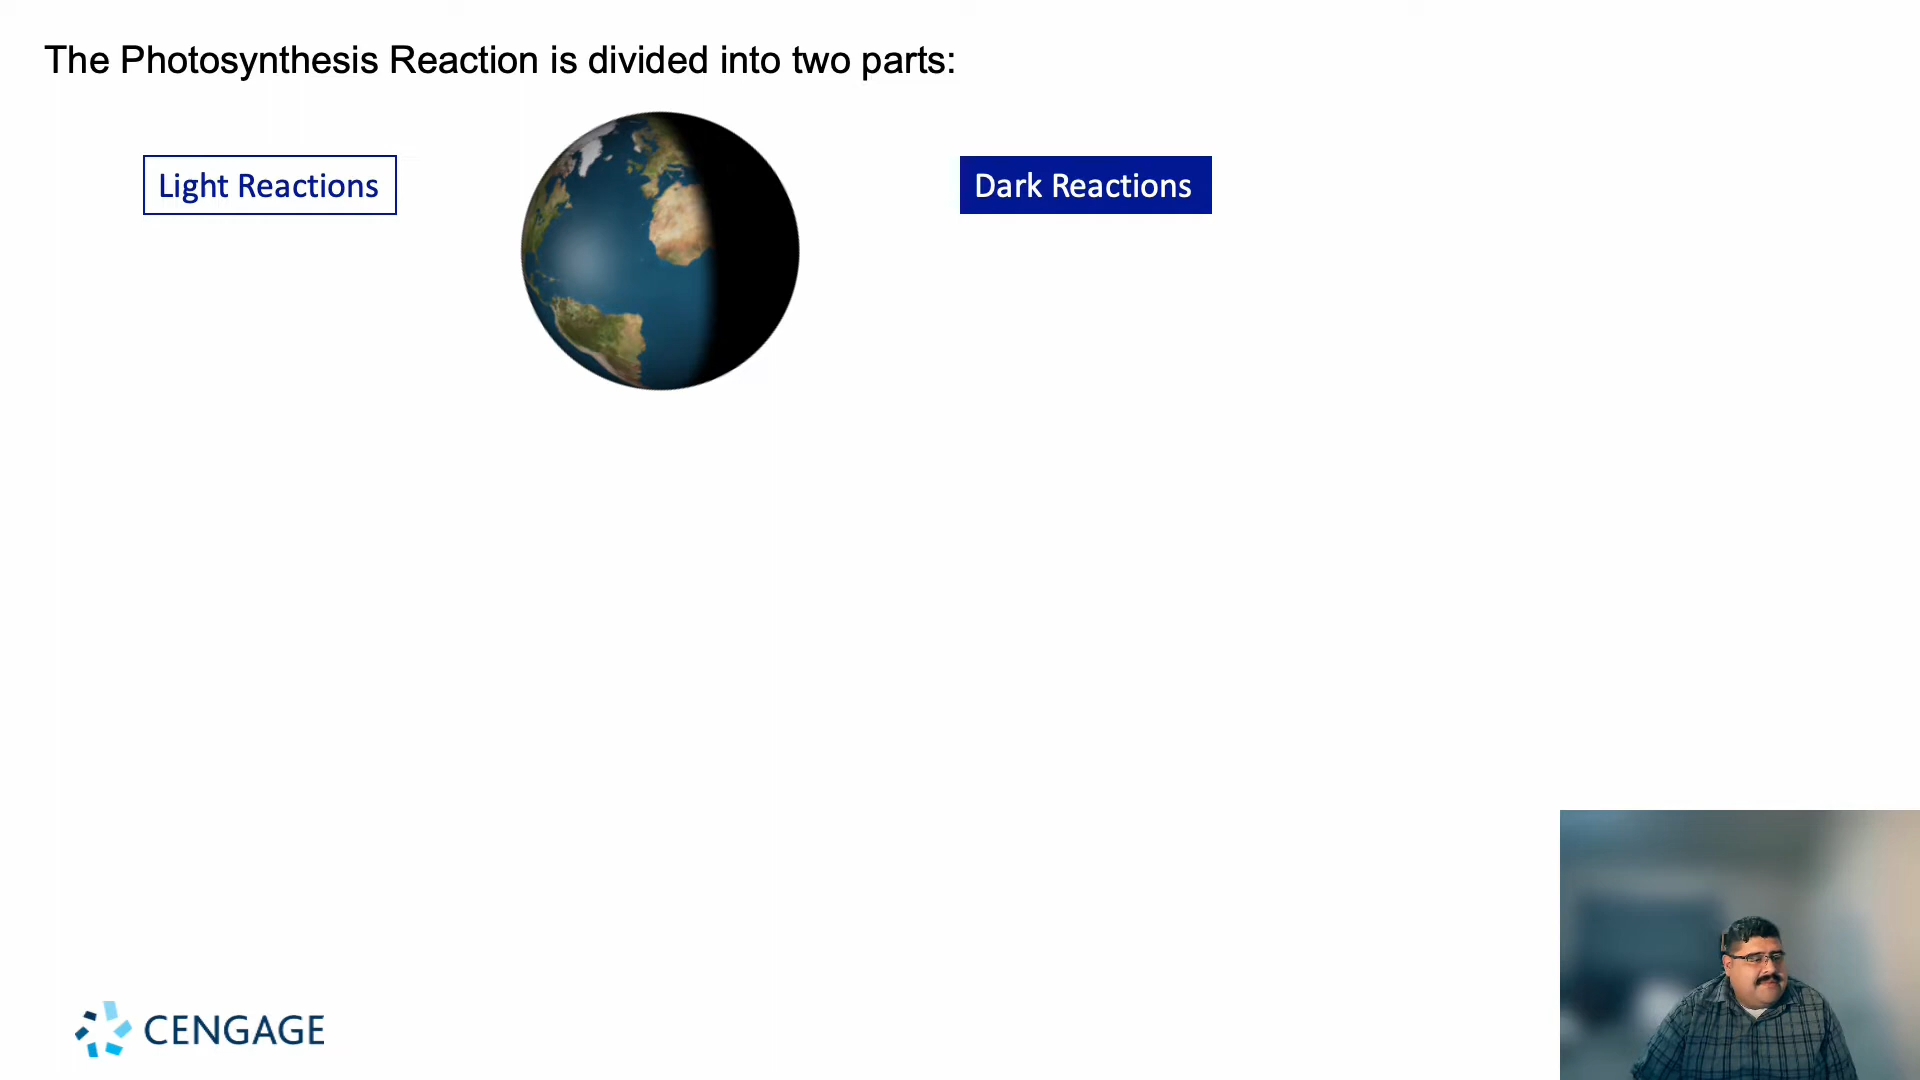 The Photosynthesis Reaction is divided into two parts:
Light Reactions
Dark Reactions
CENGAGE